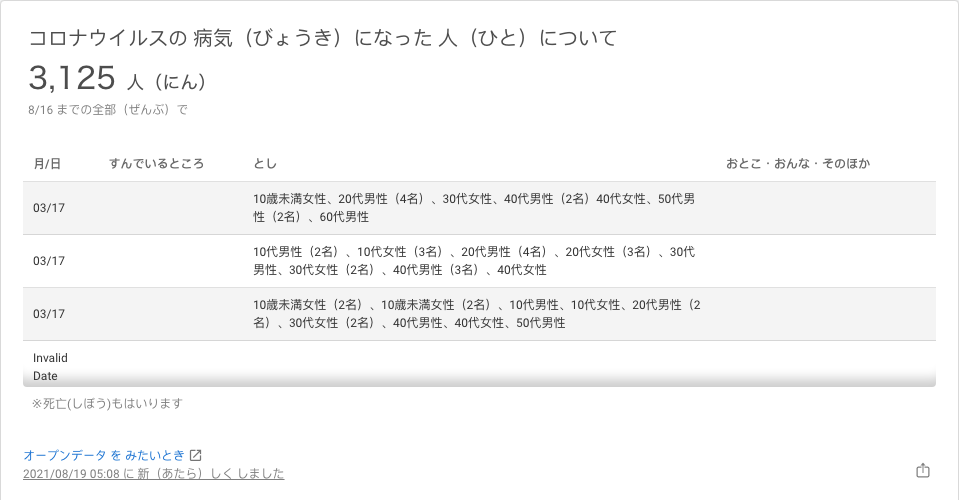 コロナウイルスの 病気（びょうき）になった 人（ひと）について
3,125 人（にん）
8/16 までの全部（ぜんぶ）で
月/日 すんでいるところ とし おとこ・おんな・そのほか
03/17 10歳未満女性、20代男性（4名）、30代女性、40代男性（2名）40代女性、50代男
性（2名）、60代男性
03/17 10代男性（2名）、10代女性（3名）、20代男性（4名）、20代女性（3名）、30代
男性、30代女性（2名）、40代男性（3名）、40代女性
03/17 10歳未満女性（2名）、10歳未満女性（2名）、10代男性、10代女性、20代男性（2
名）、30代女性（2名）、40代男性、40代女性、50代男性
Invalid
Date
※死亡(しぼう)もはいります
オープンデータ を みたいとき
2021/08/19 05:08 に 新（あたら）しく しました